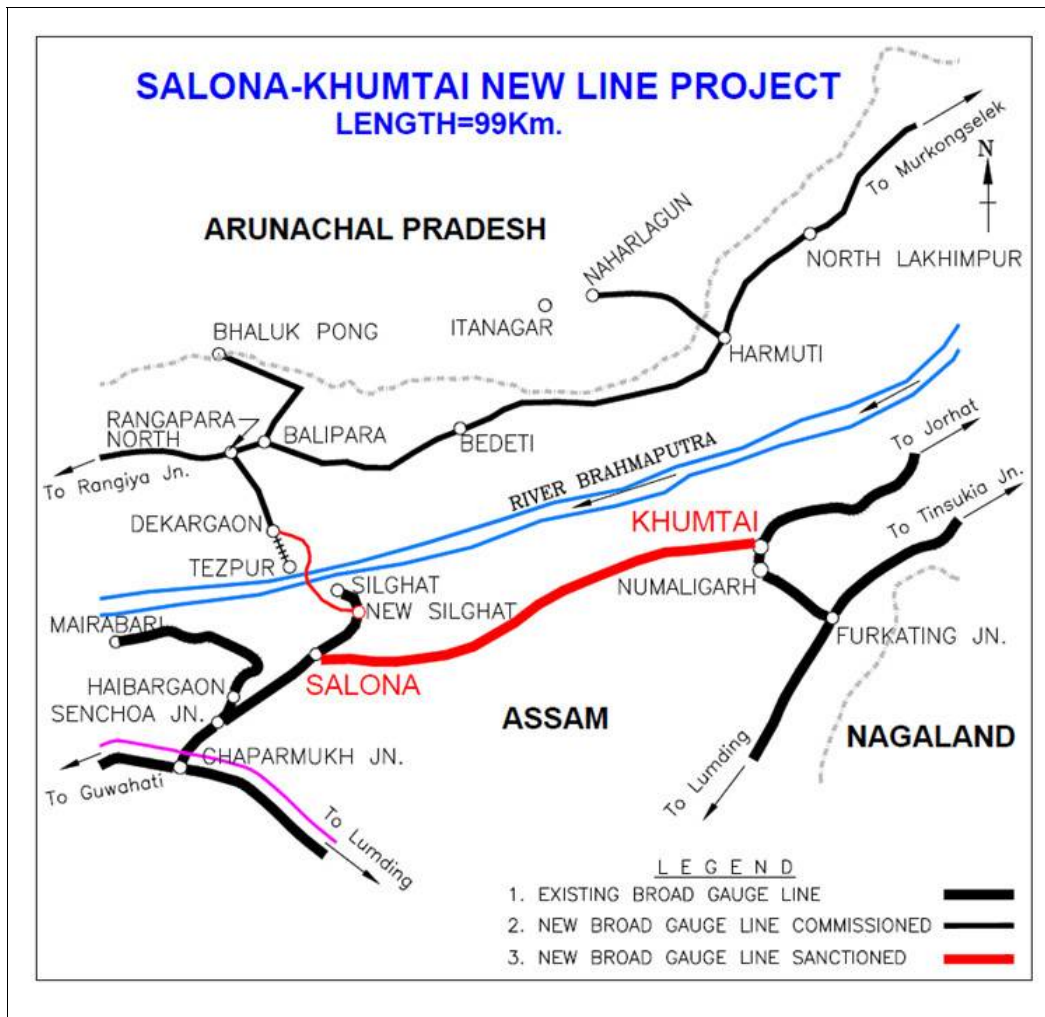 SALONA-KHUMTAI NEW LINE PROJECT
LENGTH=99Km.
N
To Murkongselek
ARUNACHAL PRADESH
NAHARLAGUN
NORTH LAKHIMPUR
ITANAGAR
BHALUK PONG
HARMUTI
RANGAPARA
NORTH
BALIPARA
BEDETI
To Rangiya Jn.
RIVER BRAHMAPUTRA
To Jorhat
To Tinsukia Jn.
DEKARGAON
KHUMTAI
TEZPUR
SILGHAT
NUMALIGARH
NEW SILGHAT
MAIRABARI
FURKATING JN.
HAIBARGAON
SALONA
SENCHOA JN.
ASSAM
NAGALAND
CHAPARMUKH JN.
To Guwahati
To Lumding
To Lumding
LEGEND
1. EXISTING BROAD GAUGE LINE
2. NEW BROAD GAUGE LINE COMMISSIONED
3. NEW BROAD GAUGE LINE SANCTIONED